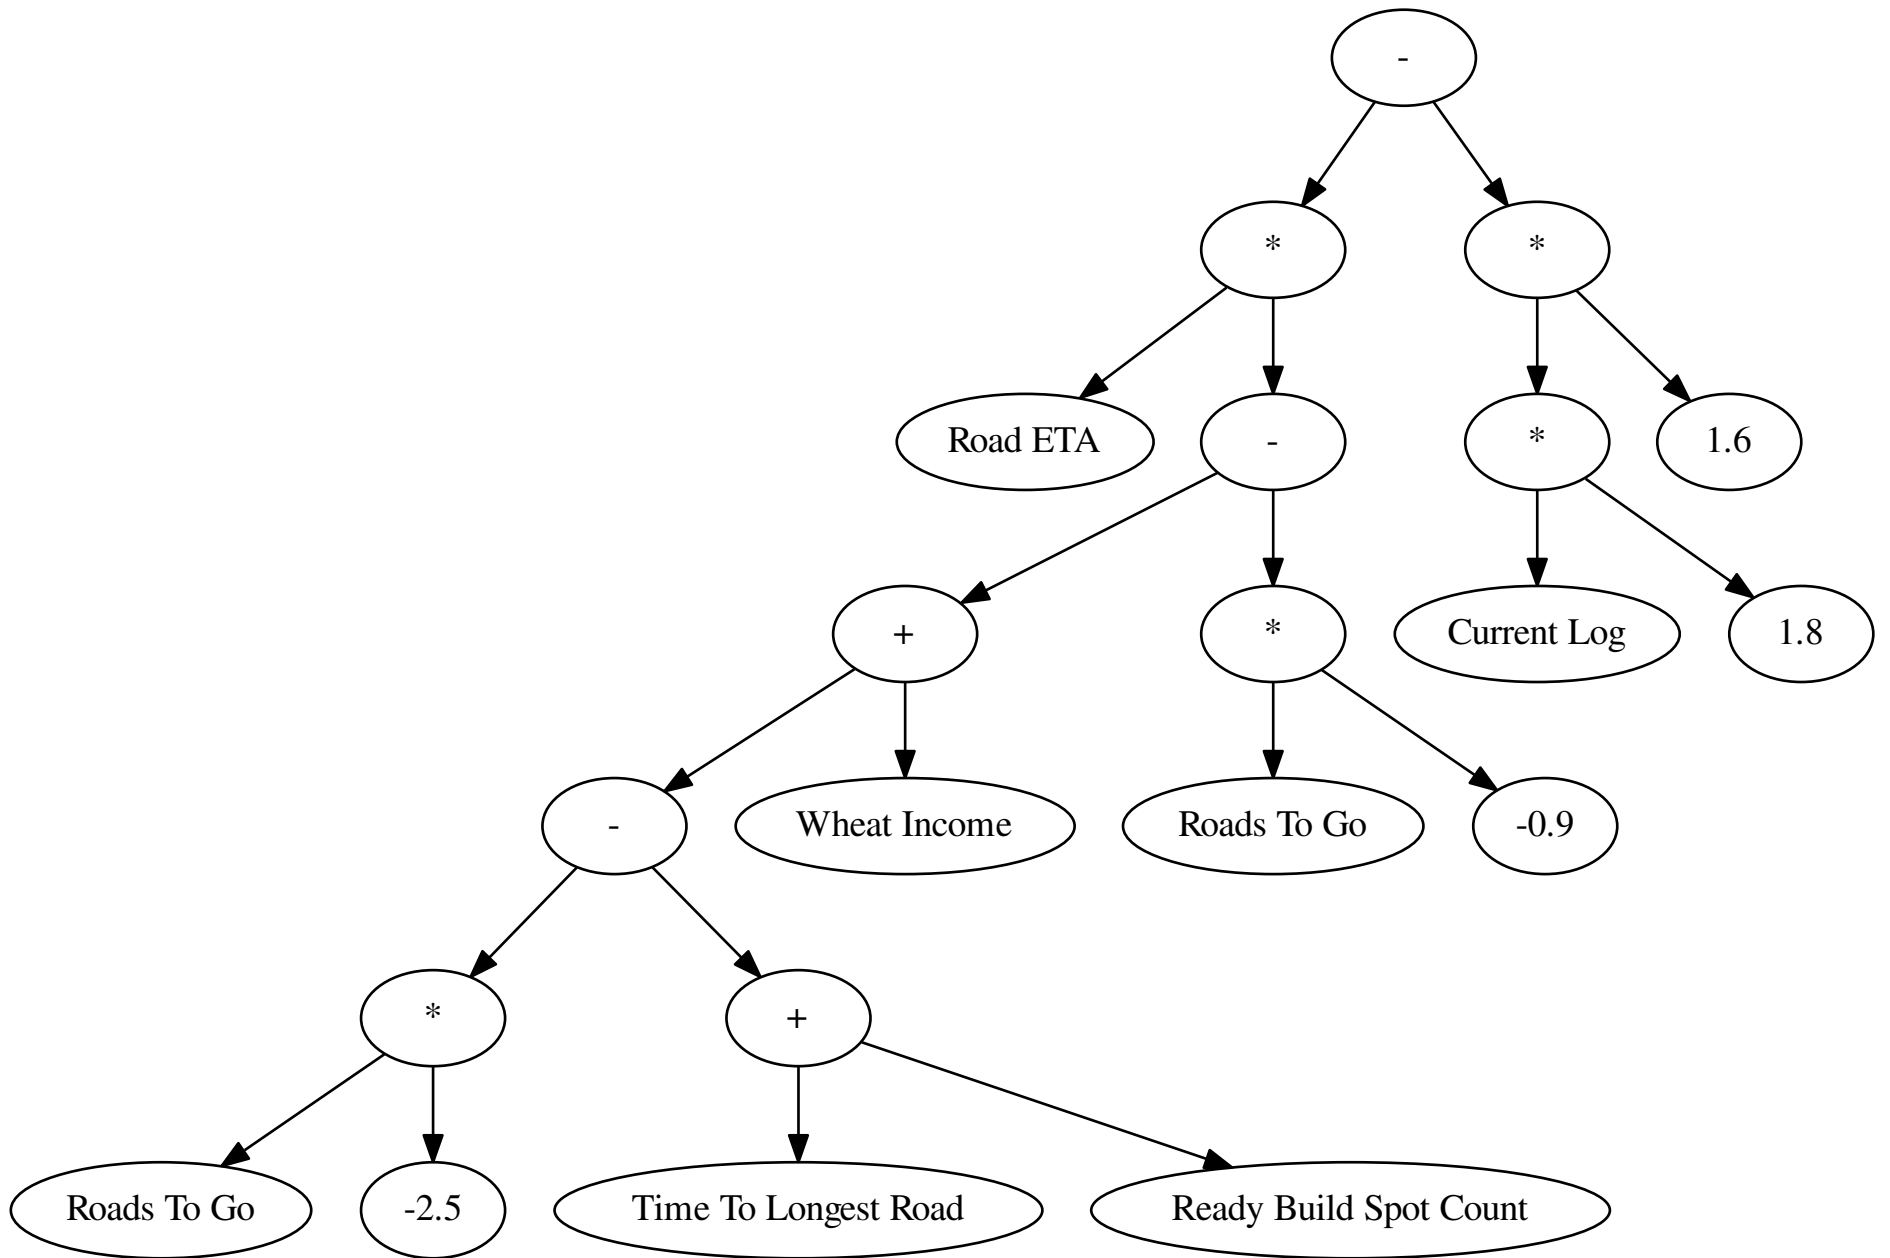 -
*
*
Road ETA
-
*
1.6
+
*
Current Log
1.8
-
Wheat Income
Roads To Go
-0.9
*
+
Roads To Go
-2.5
Time To Longest Road
Ready Build Spot Count